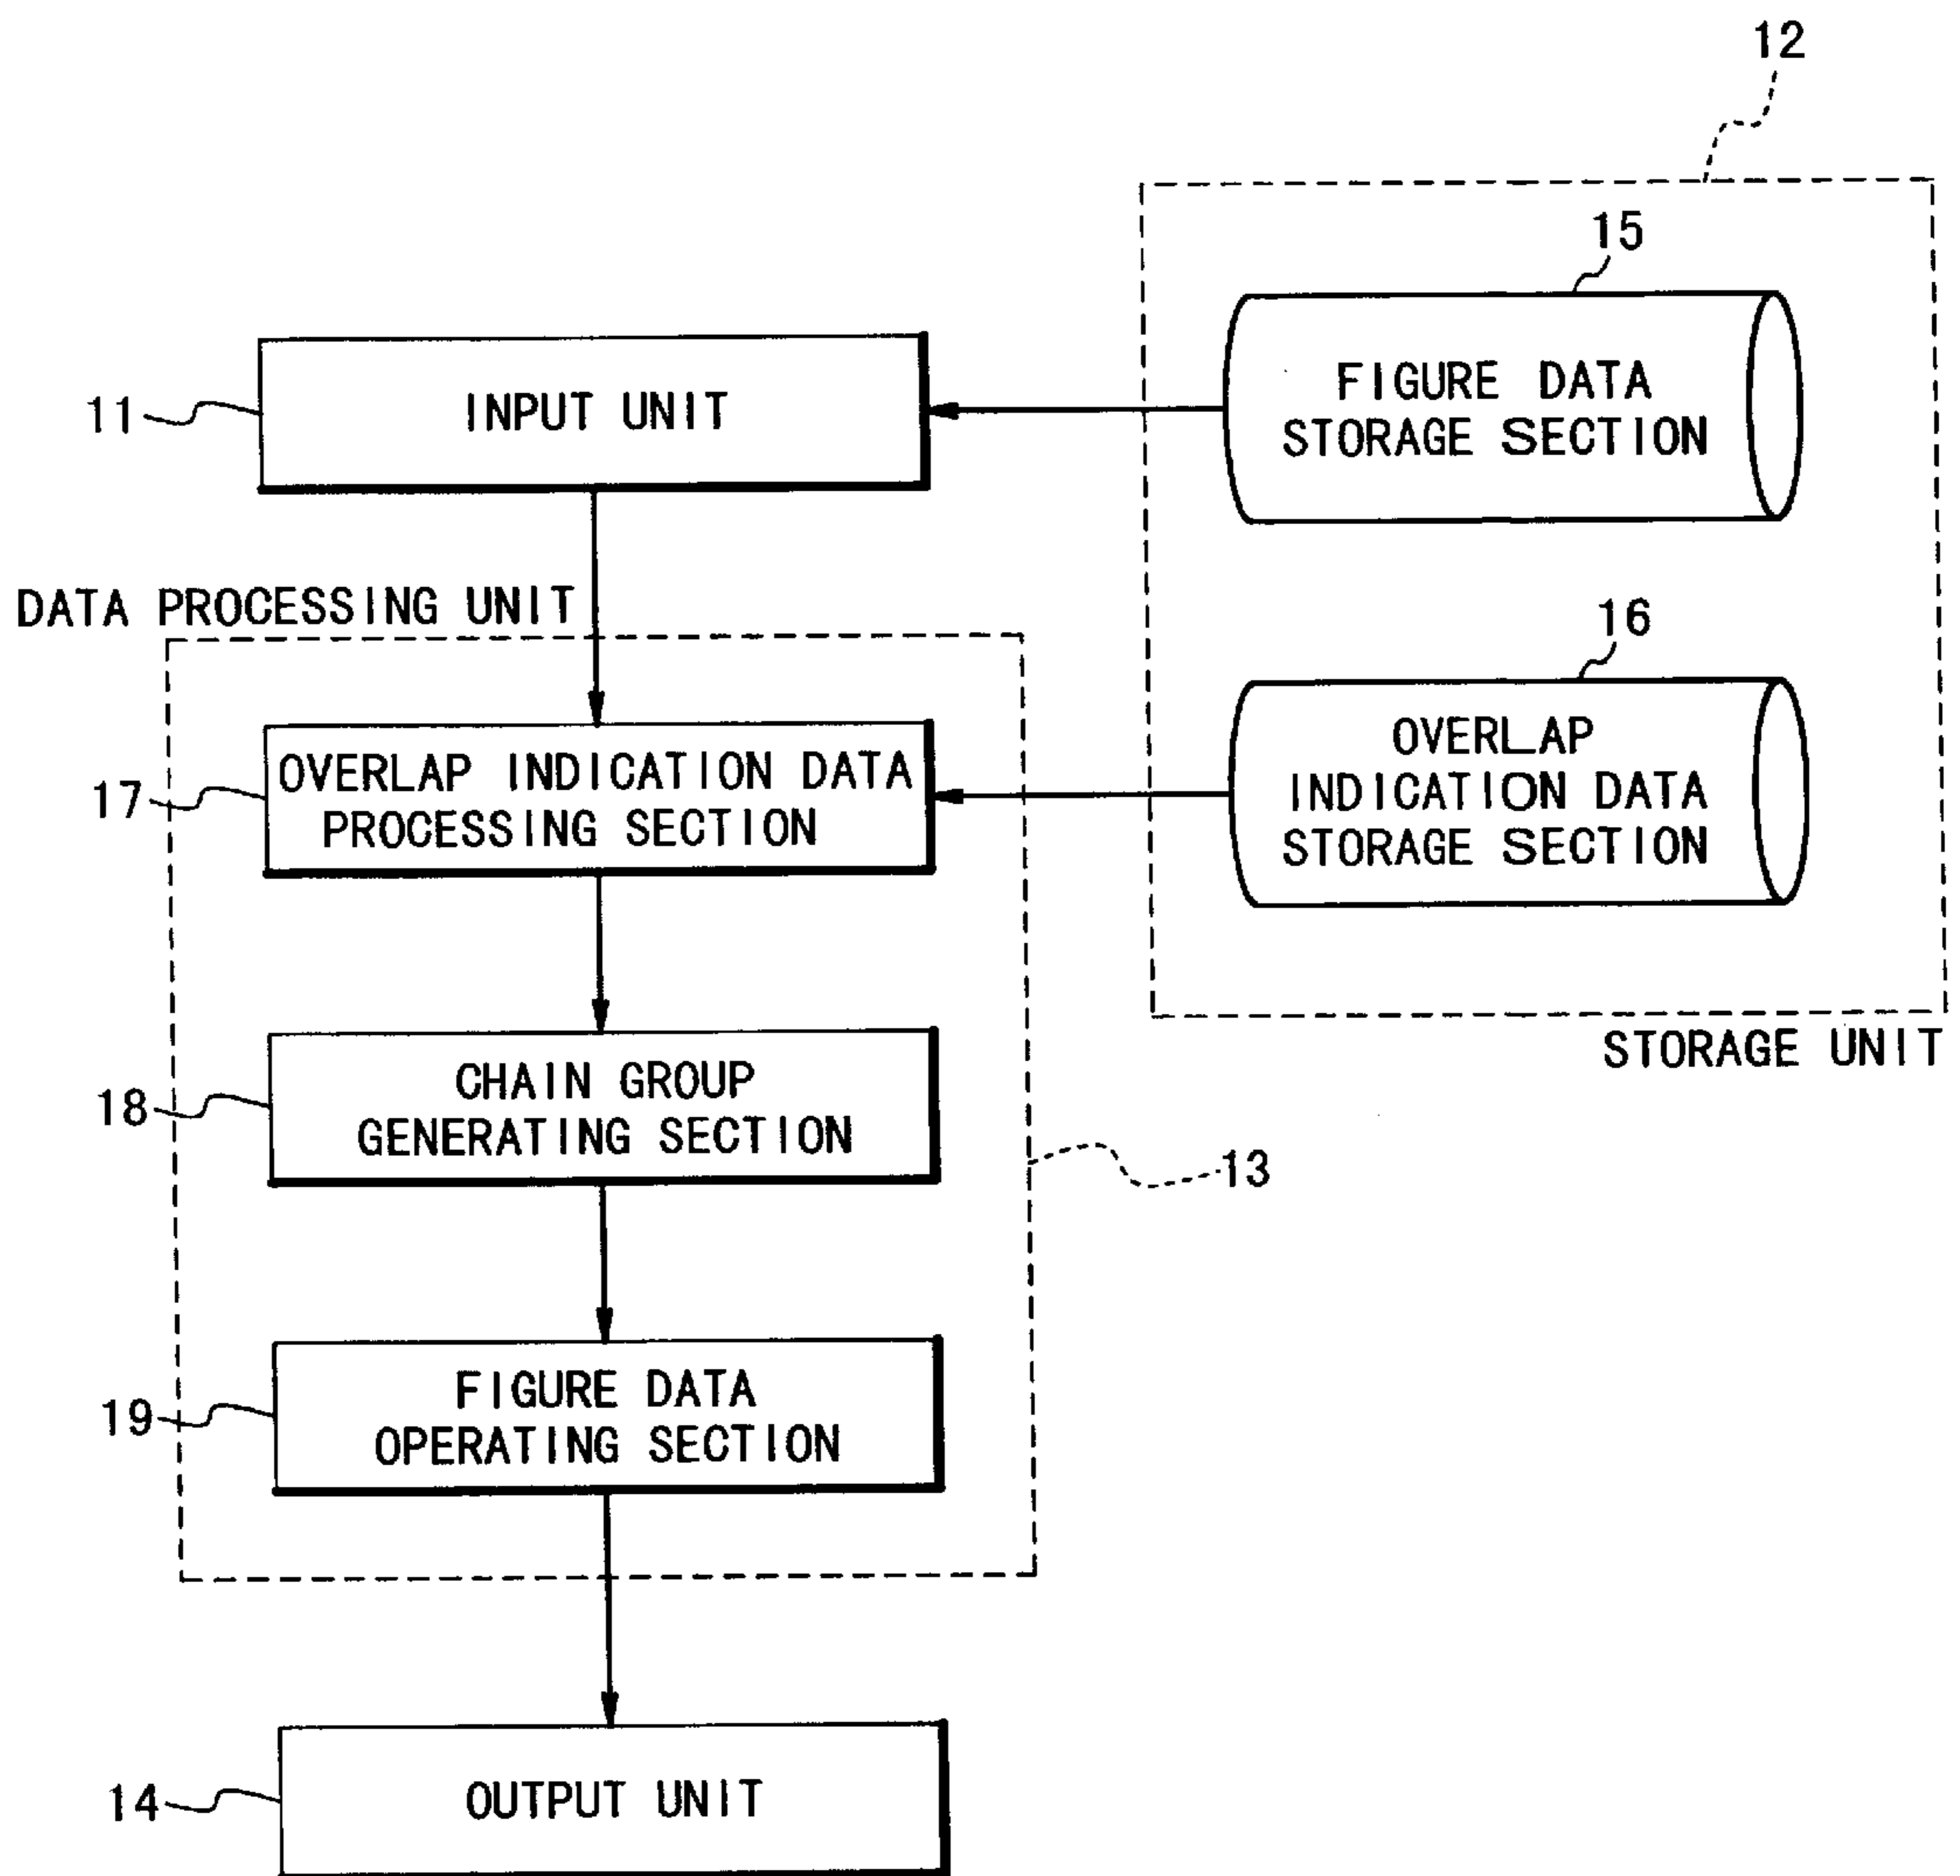 12
15
FIGURE DATA
STORAGE SECTION
11
INPUT UNIT
DATA PROCESSING UNIT
16
OVERLAP
INDICATION DATA
STORAGE SECTION
17
OVERLAP INDICATION DATA
PROCESSING SECTION
STORAGE UNIT
18
CHAIN GROUP
GENERATING SECTION
13
19
FIGURE DATA
OPERATING SECTION
14
OUTPUT UNIT